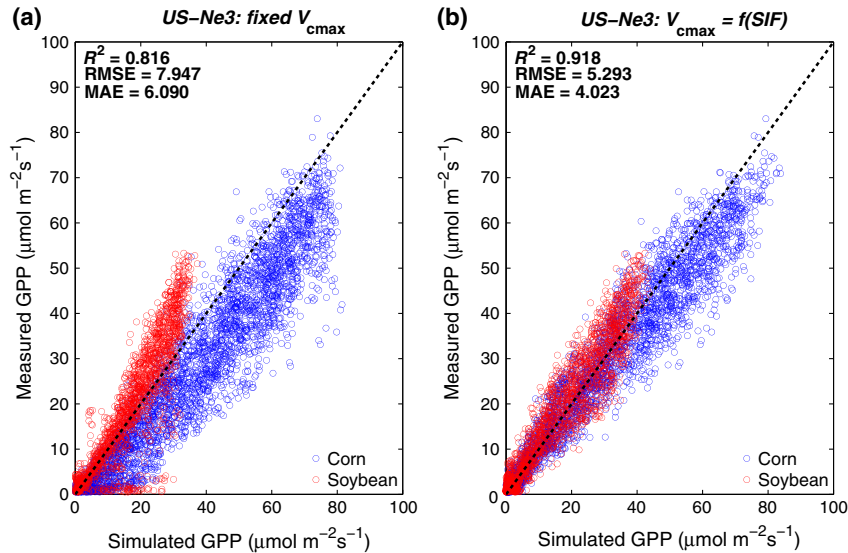 (a)
US–Ne3: fixed Vcmax
R² = 0.816
RMSE = 7.947
MAE = 6.090
100
90
80
70
60
50
40
30
20
10
0
Measured GPP (μmol m⁻²s⁻¹)
Corn
Soybean
0 20 40 60 80 100
Simulated GPP (μmol m⁻²s⁻¹)
(b)
US–Ne3: Vcmax = f(SIF)
R² = 0.918
RMSE = 5.293
MAE = 4.023
100
90
80
70
60
50
40
30
20
10
0
Measured GPP (μmol m⁻²s⁻¹)
Corn
Soybean
0 20 40 60 80 100
Simulated GPP (μmol m⁻²s⁻¹)